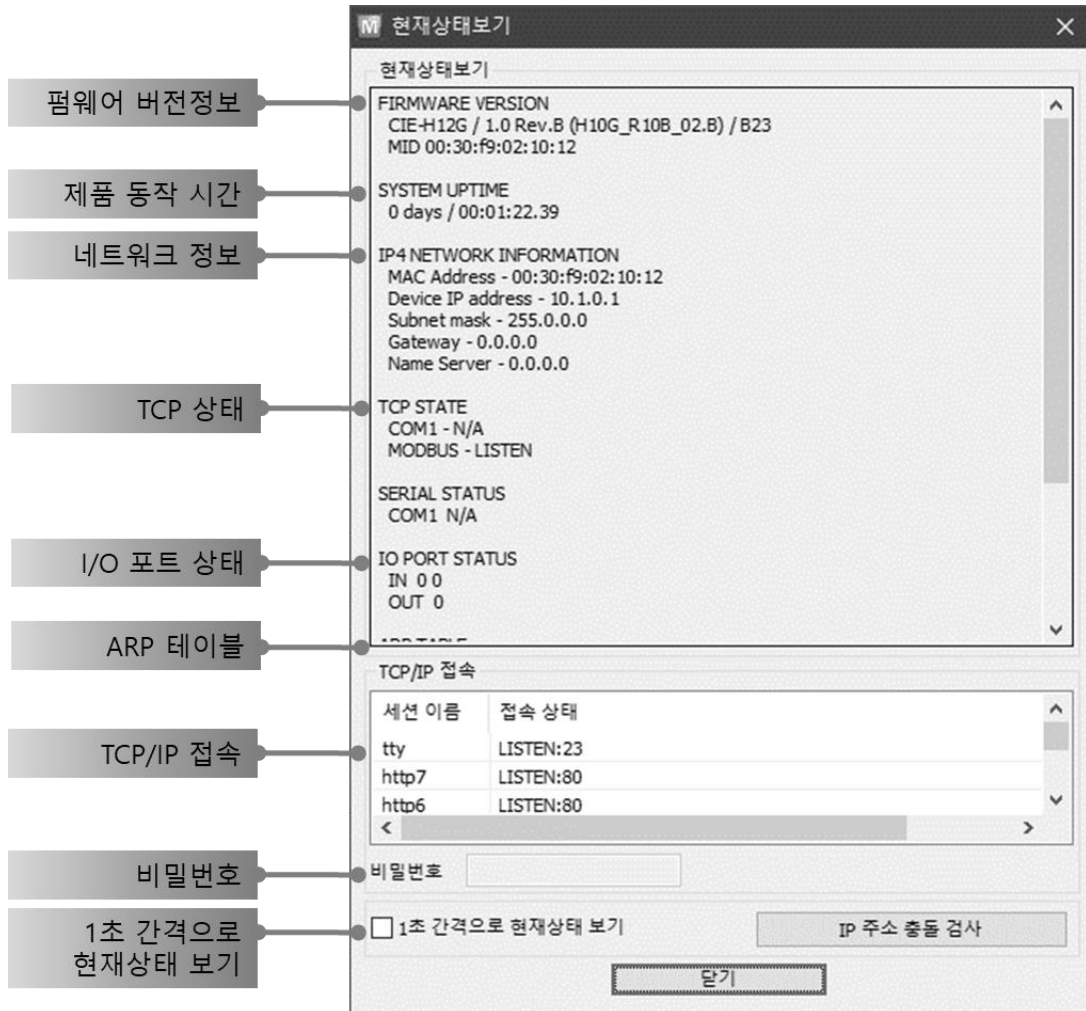 현재상태보기
현재상태보기
펌웨어 버전정보
FIRMWARE VERSION
CIE-H12G / 1.0 Rev.B (H10G_R10B_02.B) / B23
MID 00:30:f9:02:10:12
제품 동작 시간
SYSTEM UPTIME
0 days / 00:01:22.39
네트워크 정보
IP4 NETWORK INFORMATION
MAC Address - 00:30:f9:02:10:12
Device IP address - 10.1.0.1
Subnet mask - 255.0.0.0
Gateway - 0.0.0.0
Name Server - 0.0.0.0
TCP 상태
TCP STATE
COM1 - N/A
MODBUS - LISTEN
SERIAL STATUS
COM1 N/A
I/O 포트 상태
IO PORT STATUS
IN 0 0
OUT 0
ARP 테이블
ARP TABLE
TCP/IP 접속
세션 이름 접속 상태
TCP/IP 접속
tty LISTEN:23
http7 LISTEN:80
http6 LISTEN:80
비밀번호
비밀번호
1초 간격으로
현재상태 보기
1초 간격으로 현재상태 보기
IP 주소 충돌 검사
닫기